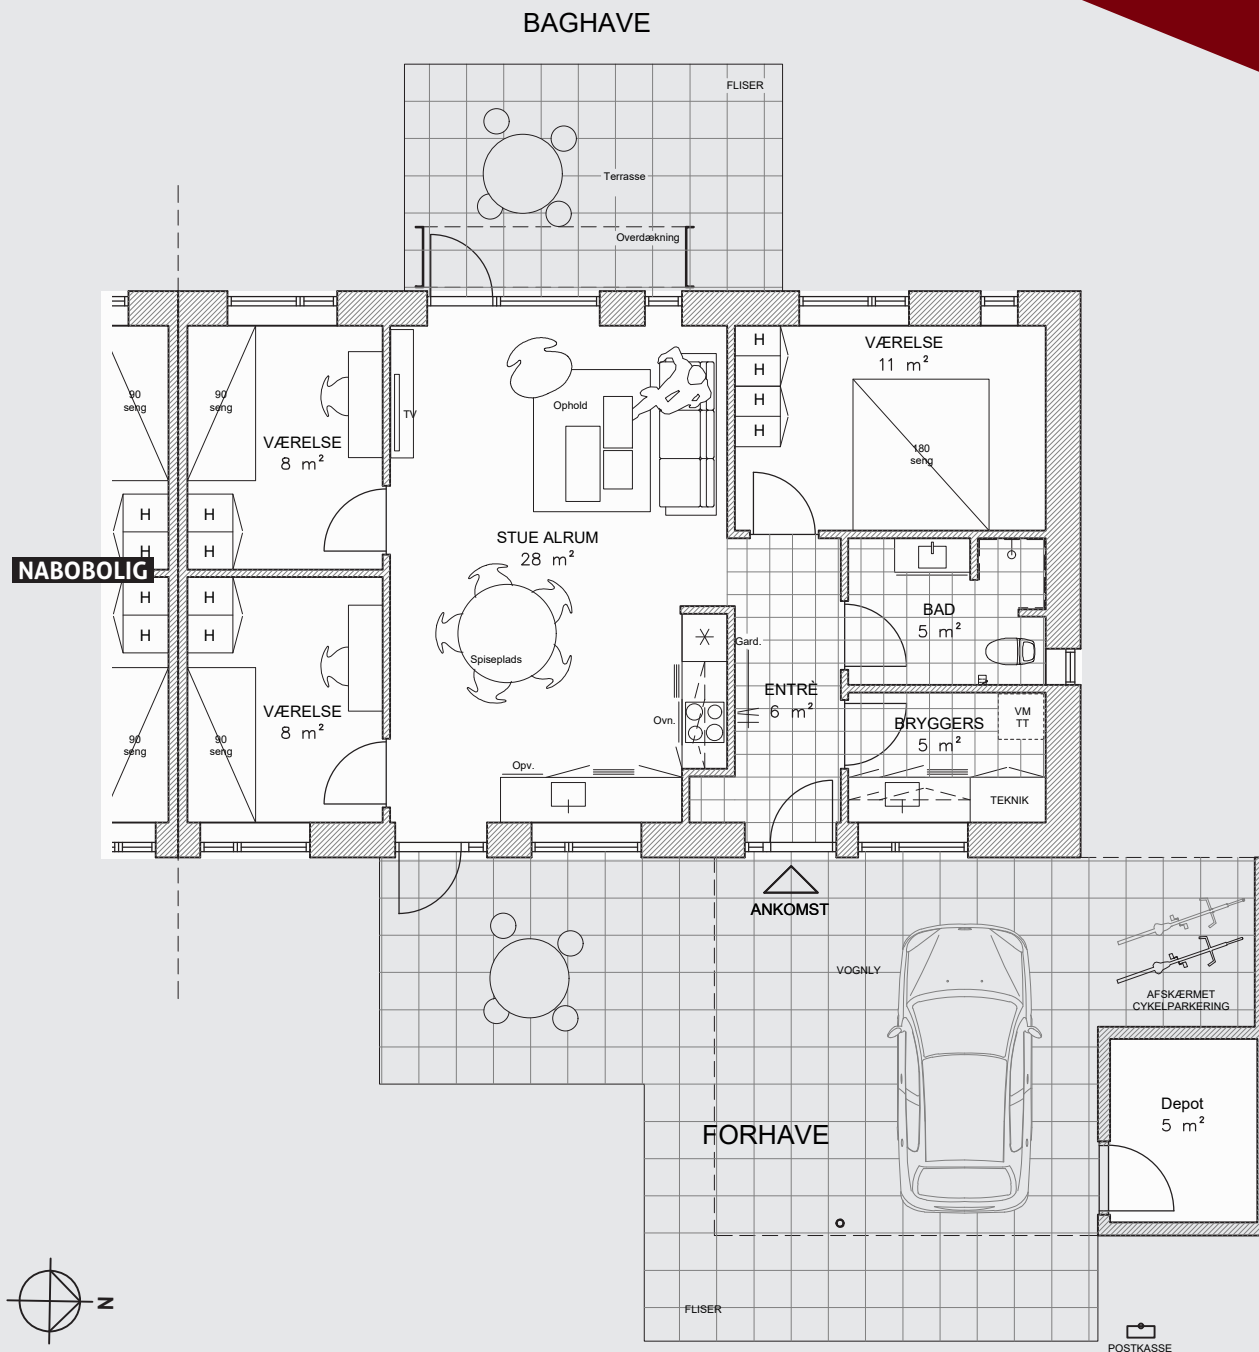 BAGHAVE
FLISER
Terrasse
Overdækning
90
seng
90
seng
VÆRELSE
8 m²
TV
Ophold
H
H
H
H
VÆRELSE
11 m²
180
seng
H
H
H
H
STUE ALRUM
28 m²
NABOBOLIG
H
H
H
H
BAD
5 m²
Gard.
Spiseplads
ENTRÈ
6 m²
VÆRELSE
8 m²
Ovn.
BRYGGERS
5 m²
VM
TT
90
seng
90
seng
Opv.
TEKNIK
ANKOMST
VOGNLY
AFSKÆRMET
CYKELPARKERING
Depot
5 m²
FORHAVE
N
FLISER
POSTKASSE